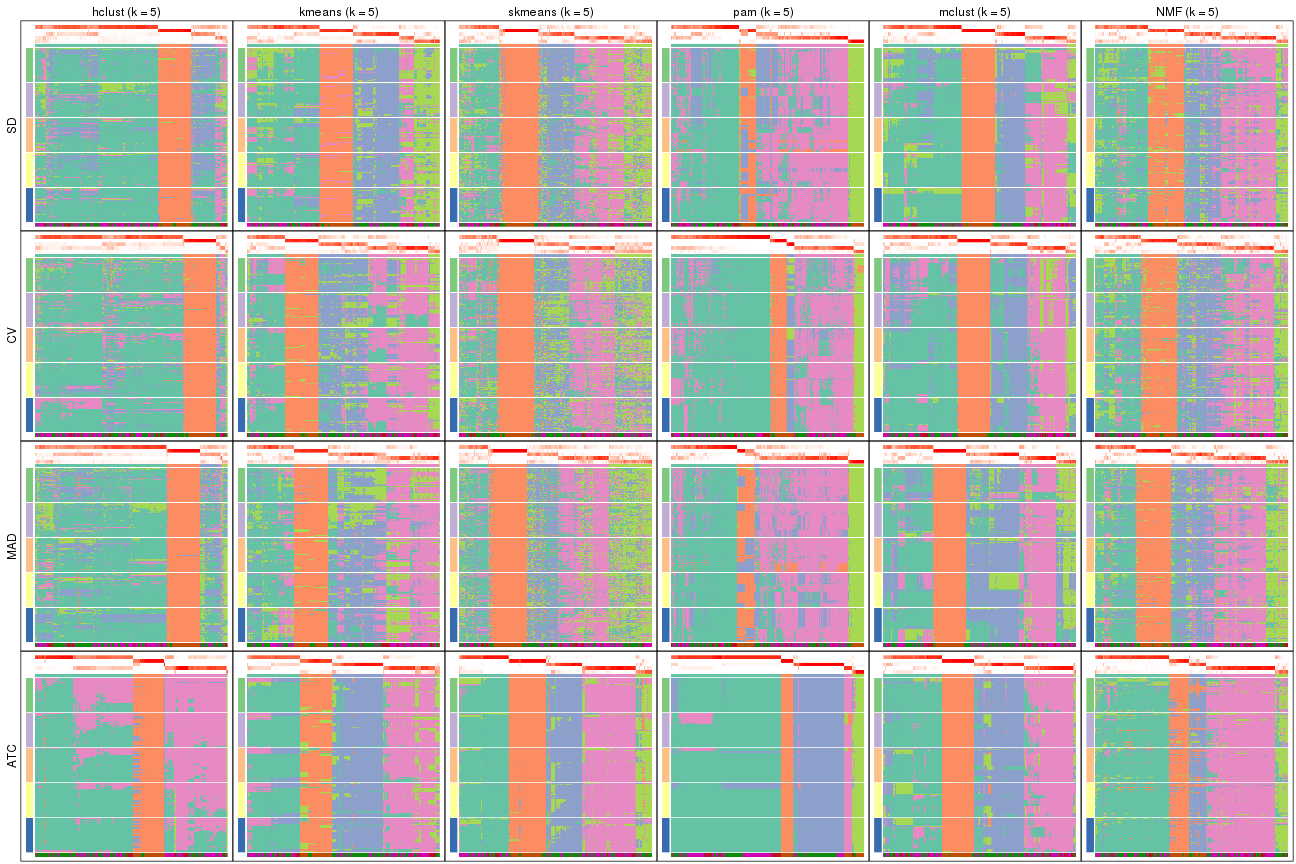 hclust (k = 5)
kmeans (k = 5)
skmeans (k = 5)
pam (k = 5)
mclust (k = 5)
NMF (k = 5)
SD
CV
MAD
ATC